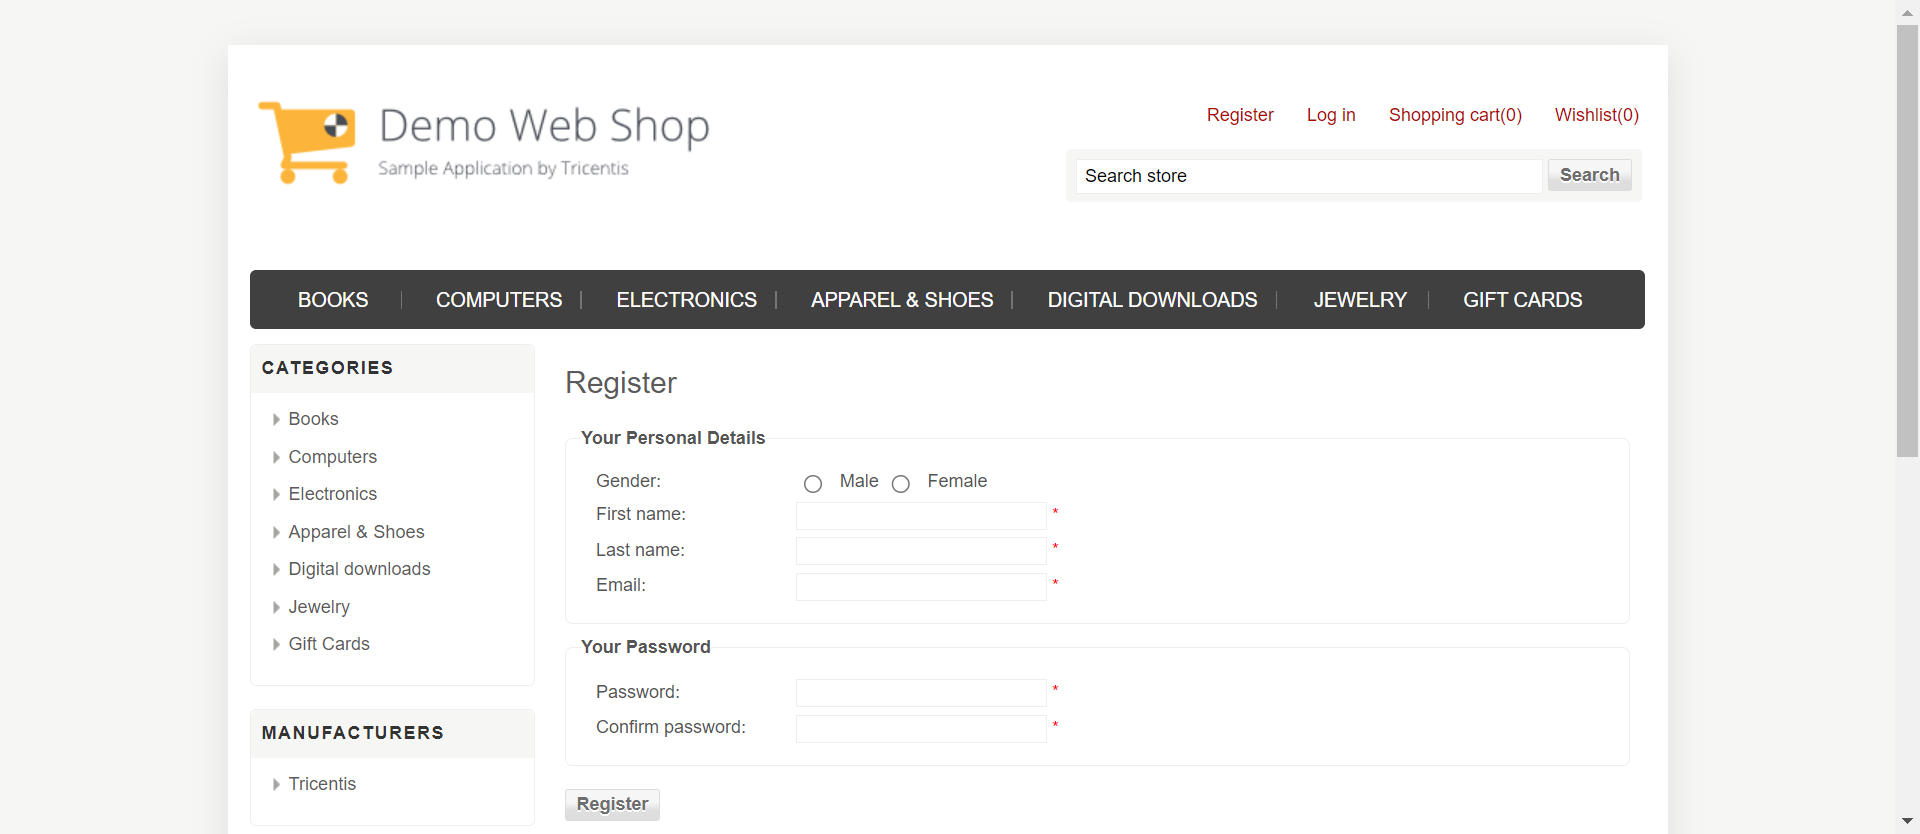 Demo Web Shop
Sample Application by Tricentis
Register Log in Shopping cart(0) Wishlist(0)
Search store Search
BOOKS COMPUTERS ELECTRONICS APPAREL & SHOES DIGITAL DOWNLOADS JEWELRY GIFT CARDS
CATEGORIES
Books
Computers
Electronics
Apparel & Shoes
Digital downloads
Jewelry
Gift Cards
MANUFACTURERS
Tricentis
Register
Your Personal Details
Gender: Male Female
First name: *
Last name: *
Email: *
Your Password
Password: *
Confirm password: *
Register